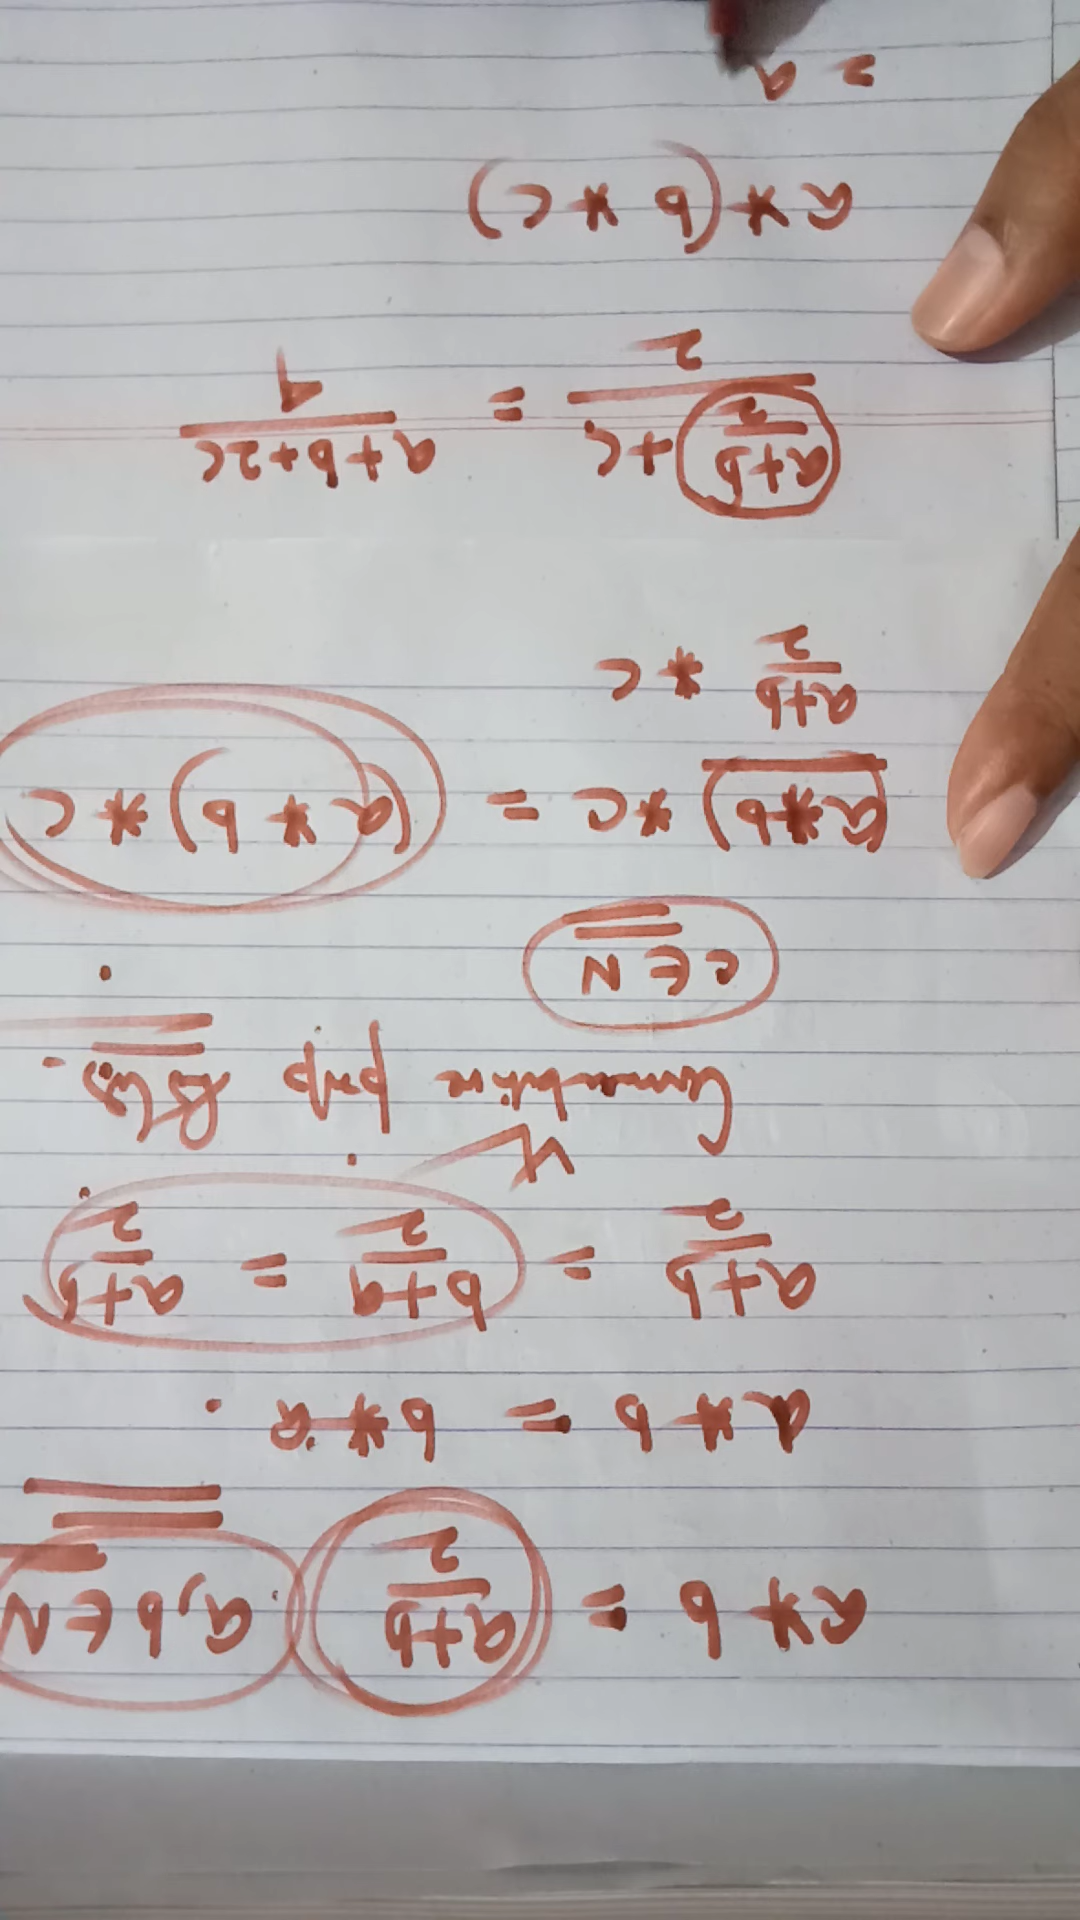 a * b = a+b/2 a, b ∈ N
a * b = b * a .
a+b/2 = b+a/2 = a+b/2
Commutative prop
c ∈ N
(a * b) * c = (a * b) * c
a+b/2 * c
(a+b/2 + c)/2 = a+b+2c/4
a * (b * c)
= a